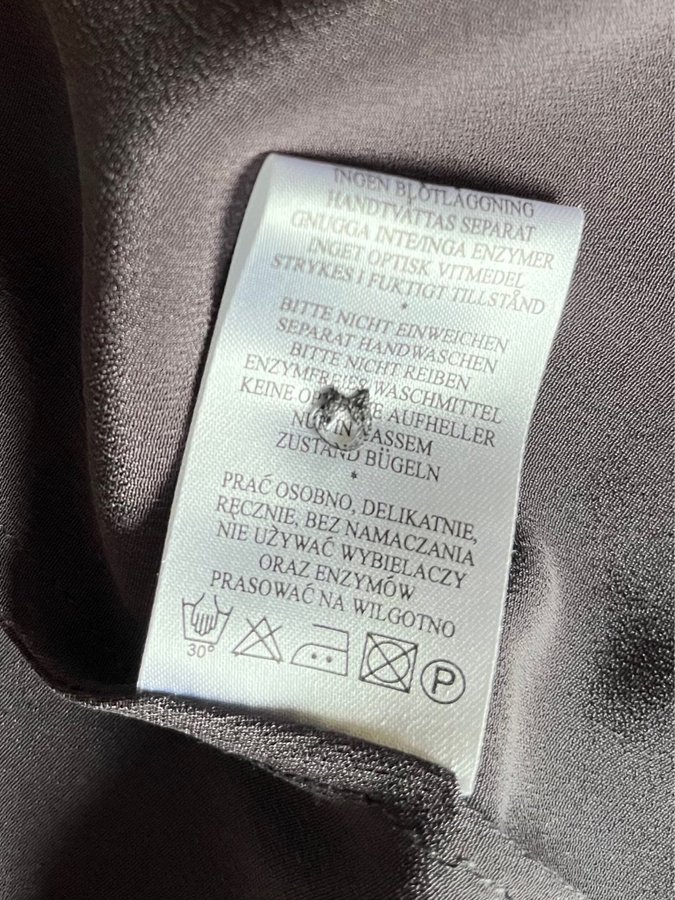 INGEN BLÖTLÄGGNING
HANDTVÄTTAS SEPARAT
GNUGGA INTE/INGA ENZYMER
INGET OPTISK VITMEDEL
STRYKES I FUKTIGT TILLSTÅND
*
BITTE NICHT EINWEICHEN
SEPARAT HANDWASCHEN
BITTE NICHT REIBEN
ENZYMFREIES WASCHMITTEL
KEINE AUFHELLER
NUR IN
ZUSTAND BÜGELN
*
PRAĆ OSOBNO, DELIKATNIE,
RĘCZNIE, BEZ NAMACZANIA
NIE UŻYWAĆ WYBIELACZY
ORAZ ENZYMÓW
PRASOWAĆ NA WILGOTNO
30°
P